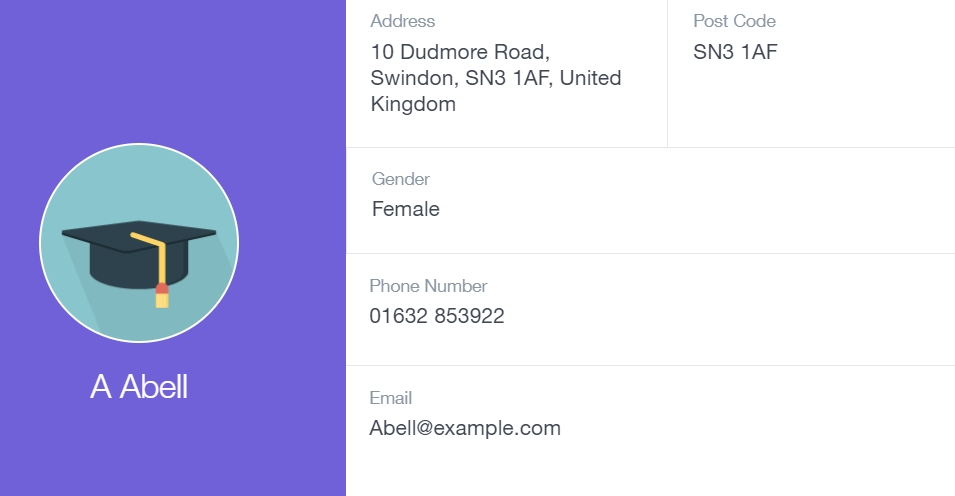 A Abell
Address
10 Dudmore Road,
Swindon, SN3 1AF, United
Kingdom
Post Code
SN3 1AF
Gender
Female
Phone Number
01632 853922
Email
Abell@example.com